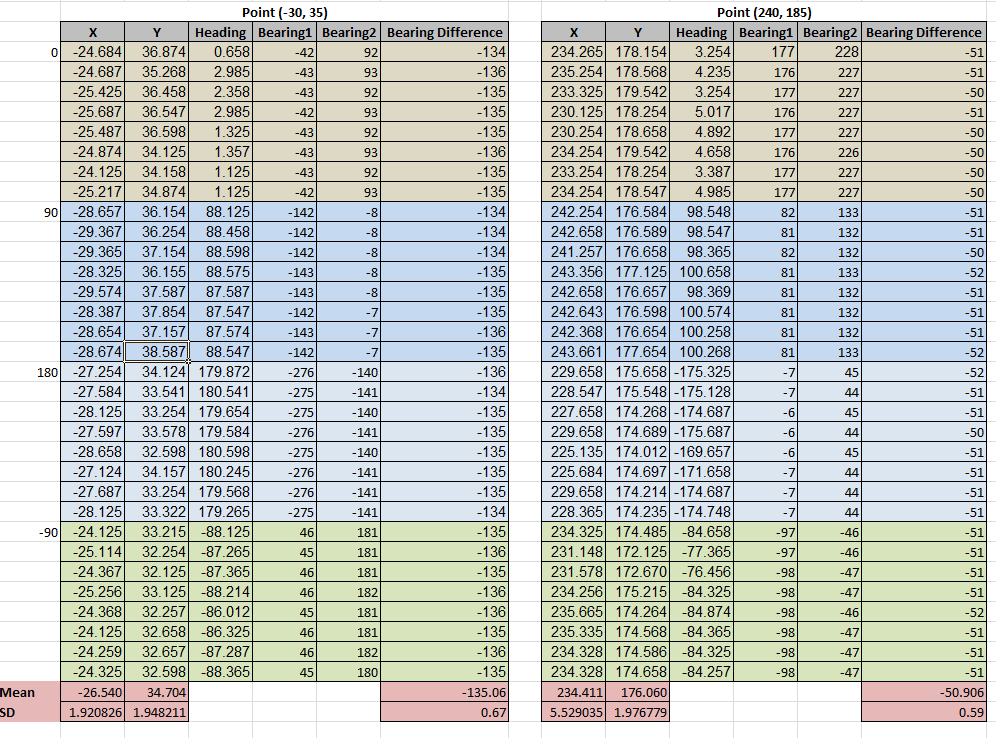 Point (-30, 35) Point (240, 185)
X Y Heading Bearing1 Bearing2 Bearing Difference X Y Heading Bearing1 Bearing2 Bearing Difference
0 -24.684 36.874 0.658 -42 92 -134 234.265 178.154 3.254 177 228 -51
-24.687 35.268 2.985 -43 93 -136 235.254 178.568 4.235 176 227 -51
-25.425 36.458 2.358 -43 92 -135 233.325 179.542 3.254 177 227 -50
-25.687 36.547 2.985 -42 93 -135 230.125 178.254 5.017 176 227 -51
-25.487 36.598 1.325 -43 92 -135 230.254 178.658 4.892 177 227 -50
-24.874 34.125 1.357 -43 93 -136 234.254 179.542 4.658 176 226 -50
-24.125 34.158 1.125 -43 92 -135 233.254 178.254 3.387 177 227 -50
-25.217 34.874 1.125 -42 93 -135 234.254 178.547 4.985 177 227 -50
90 -28.657 36.154 88.125 -142 -8 -134 242.254 176.584 98.548 82 133 -51
-29.367 36.254 88.458 -142 -8 -134 242.658 176.589 98.547 81 132 -51
-29.365 37.154 88.598 -142 -8 -134 241.257 176.658 98.365 82 132 -50
-28.325 36.155 88.575 -143 -8 -135 243.356 177.125 100.658 81 133 -52
-29.574 37.587 87.587 -143 -8 -135 242.658 176.657 98.369 81 132 -51
-28.387 37.854 87.547 -142 -7 -135 242.643 176.598 100.574 81 132 -51
-28.654 37.157 87.574 -143 -7 -136 242.368 176.654 100.258 81 132 -51
-28.674 38.587 88.547 -142 -7 -135 243.661 177.654 100.268 81 133 -52
180 -27.254 34.124 179.872 -276 -140 -136 229.658 175.658 -175.325 -7 45 -52
-27.584 33.541 180.541 -275 -141 -134 228.547 175.548 -175.128 -7 44 -51
-28.125 33.254 179.654 -275 -140 -135 227.658 174.268 -174.687 -6 45 -51
-27.597 33.578 179.584 -276 -141 -135 229.658 174.689 -175.687 -6 44 -50
-28.658 32.598 180.598 -275 -140 -135 225.135 174.012 -169.657 -6 45 -51
-27.124 34.157 180.245 -276 -141 -135 225.684 174.697 -171.658 -7 44 -51
-27.687 33.254 179.568 -276 -141 -135 229.658 174.214 -174.687 -7 44 -51
-28.125 33.322 179.265 -275 -141 -134 228.365 174.235 -174.748 -7 44 -51
-90 -24.125 33.215 -88.125 46 181 -135 234.325 174.485 -84.658 -97 -46 -51
-25.114 32.254 -87.265 45 181 -136 231.148 172.125 -77.365 -97 -46 -51
-24.367 32.125 -87.365 46 181 -135 231.578 172.670 -76.456 -98 -47 -51
-25.256 33.125 -88.214 46 182 -136 234.256 175.215 -84.325 -98 -47 -51
-24.368 32.257 -86.012 45 181 -136 235.665 174.264 -84.874 -98 -46 -52
-24.125 32.658 -86.325 46 181 -135 235.335 174.568 -84.365 -98 -47 -51
-24.259 32.657 -87.287 46 182 -136 234.328 174.586 -84.325 -98 -47 -51
-24.325 32.598 -88.365 45 180 -135 234.328 174.658 -84.257 -98 -47 -51
Mean -26.540 34.704 -135.06 234.411 176.060 -50.906
SD 1.920826 1.948211 0.67 5.529035 1.976779 0.59